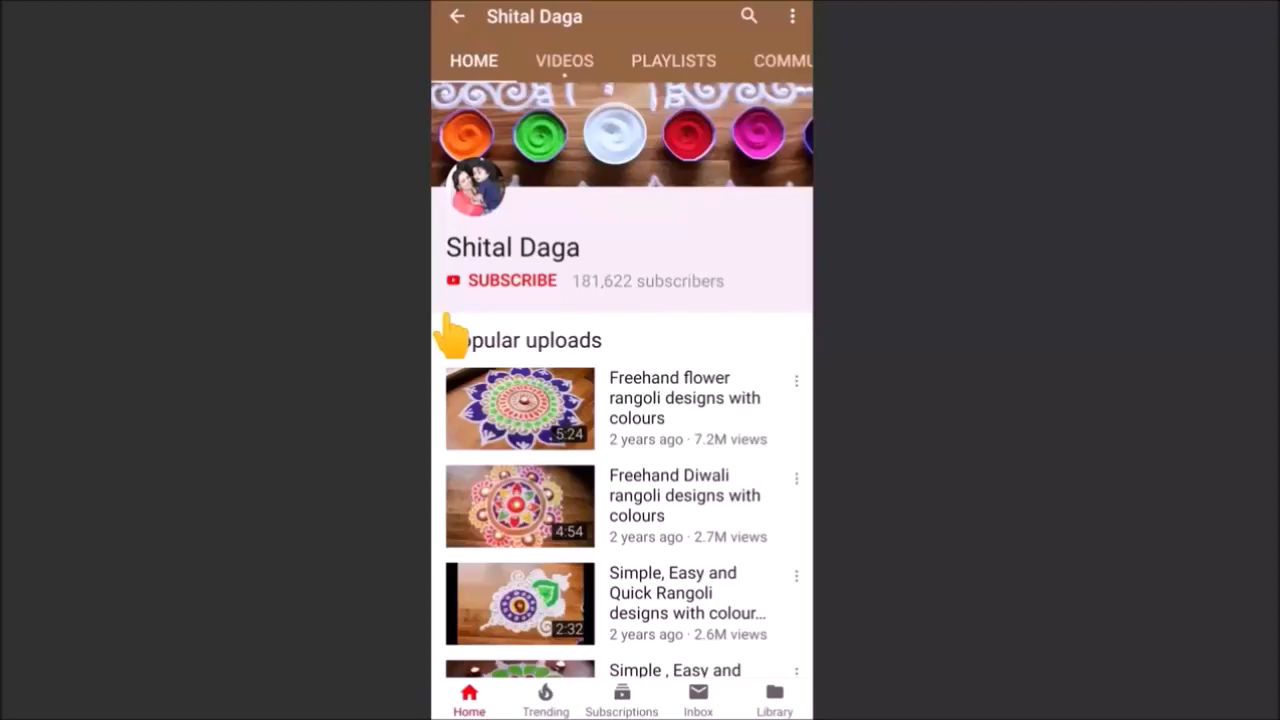 Shital Daga
HOME VIDEOS PLAYLISTS COMMU
Shital Daga
SUBSCRIBE 181,622 subscribers
opular uploads
Freehand flower
rangoli designs with
colours
2 years ago · 7.2M views
5:24
Freehand Diwali
rangoli designs with
colours
2 years ago · 2.7M views
4:54
Simple, Easy and
Quick Rangoli
designs with colour...
2 years ago · 2.6M views
2:32
Simple , Easy and
Home Trending Subscriptions Inbox Library